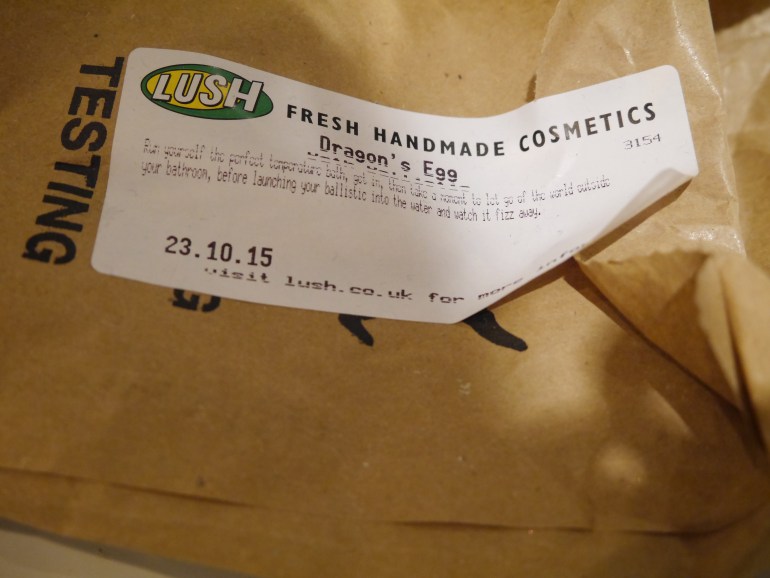 TESTING
LUSH
FRESH HANDMADE COSMETICS
3154
Dragon's Egg
Run yourself the perfect temperature bath, get in, then take a moment to let go of the world outside
your bathroom, before launching your ballistic into the water and watch it fizz away.
23.10.15
visit lush.co.uk for more info
G